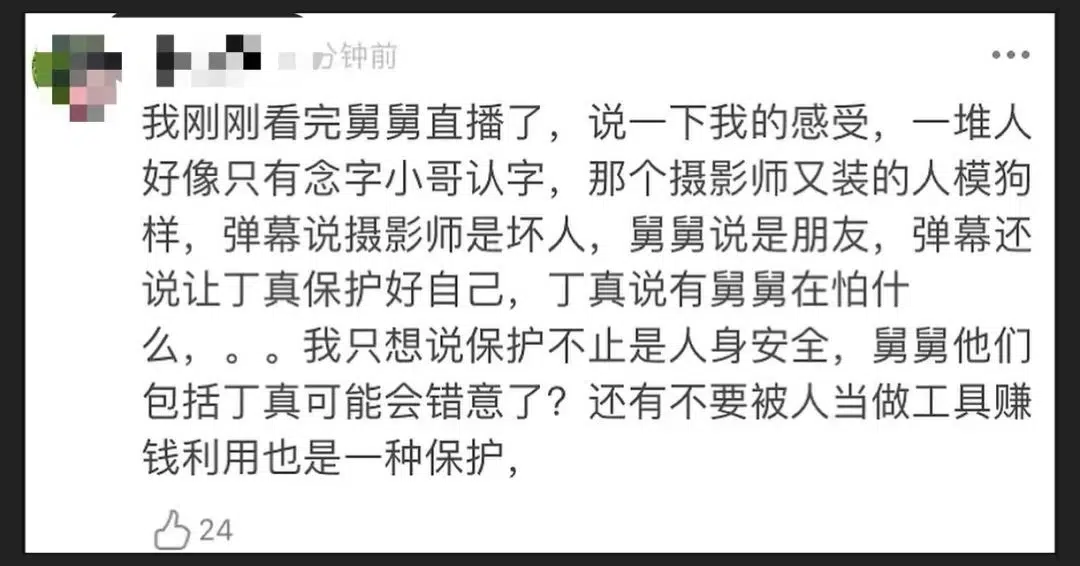 分钟前
我刚刚看完舅舅直播了，说一下我的感受，一堆人
好像只有念字小哥认字，那个摄影师又装的人模狗
样，弹幕说摄影师是坏人，舅舅说是朋友，弹幕还
说让丁真保护好自己，丁真说有舅舅在怕什
么，。。我只想说保护不止是人身安全，舅舅他们
包括丁真可能会错意了？还有不要被人当做工具赚
钱利用也是一种保护，
24